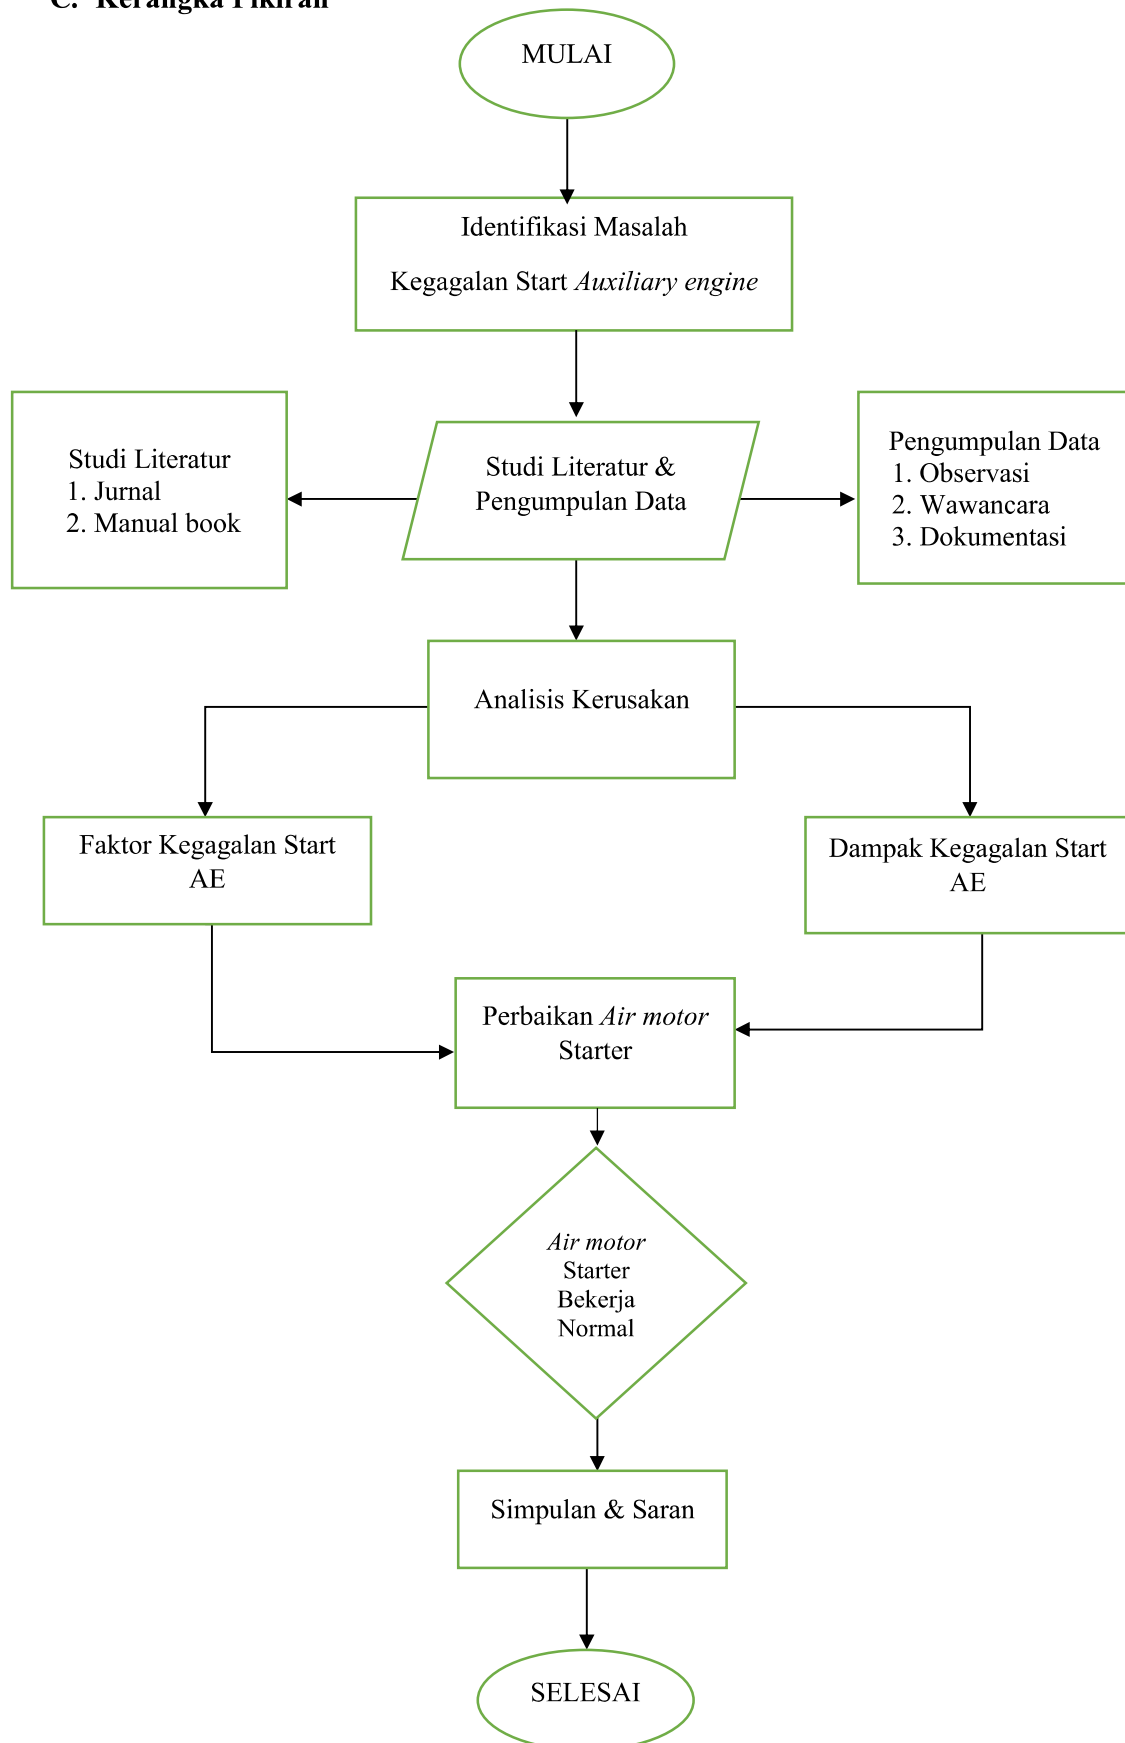 C. Kerangka Pikiran
MULAI
Identifikasi Masalah
Kegagalan Start Auxiliary engine
Studi Literatur
1. Jurnal
2. Manual book
Studi Literatur &
Pengumpulan Data
Pengumpulan Data
1. Observasi
2. Wawancara
3. Dokumentasi
Analisis Kerusakan
Faktor Kegagalan Start
AE
Dampak Kegagalan Start
AE
Perbaikan Air motor
Starter
Air motor
Starter
Bekerja
Normal
Simpulan & Saran
SELESAI